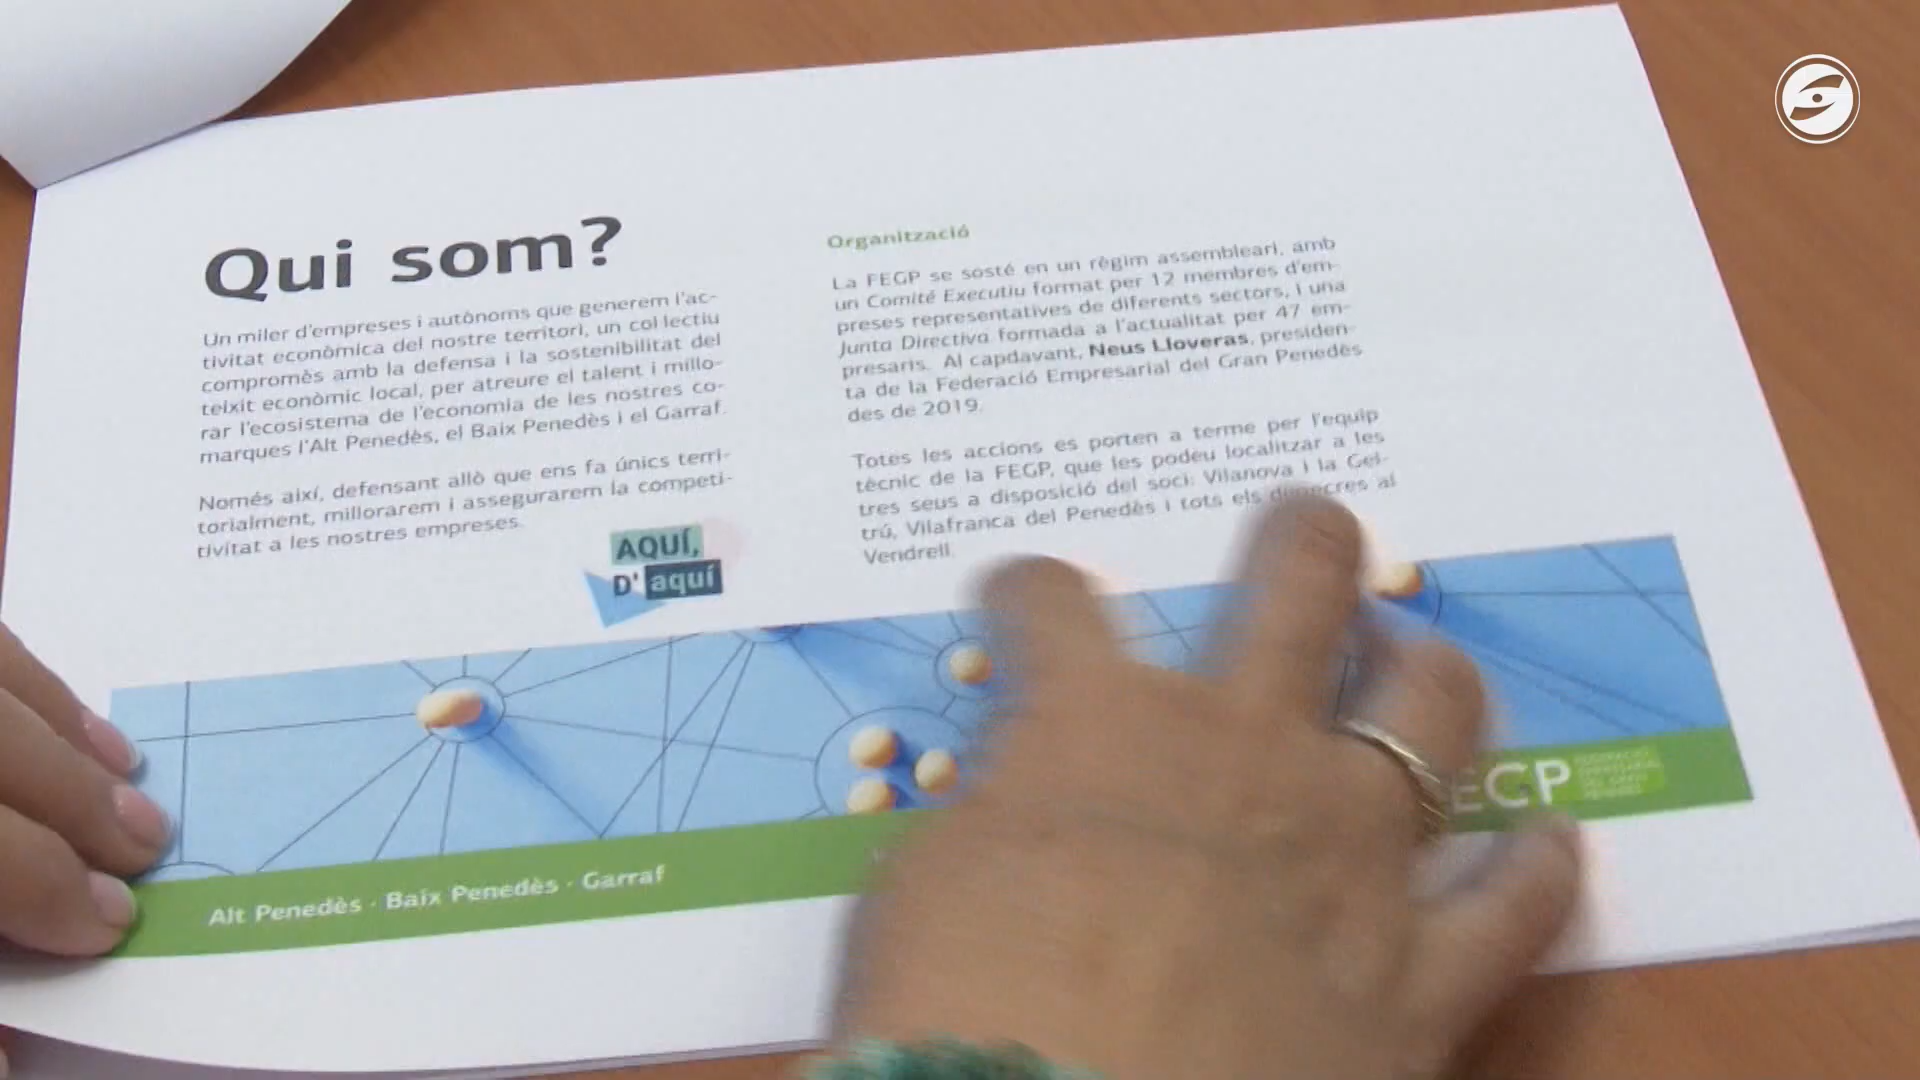 Qui som?
Un miler d'empreses i autònoms que generem l'ac-
tivitat econòmica del nostre territori, un col·lectiu
compromès amb la defensa i la sostenibilitat del
teixit econòmic local, per atreure el talent i millo-
rar l'ecosistema de l'economia de les nostres co-
marques l'Alt Penedès, el Baix Penedès i el Garraf.
Només així, defensant allò que ens fa únics terri-
torialment, millorarem i assegurarem la competi-
tivitat a les nostres empreses.
AQUÍ,
D'aquí
Organització
La FEGP se sosté en un règim assembleari, amb
un Comité Executiu format per 12 membres d'em-
preses representatives de diferents sectors, i una
Junta Directiva formada a l'actualitat per 47 em-
presaris. Al capdavant, Neus Lloveras, presiden-
ta de la Federació Empresarial del Gran Penedès
des de 2019.
Totes les accions es porten a terme per l'equip
tècnic de la FEGP, que les podeu localitzar a les
tres seus a disposició del soci: Vilanova i la Gel-
trú, Vilafranca del Penedès i tots els dimecres al
Vendrell.
Alt Penedès · Baix Penedès · Garraf
EGP